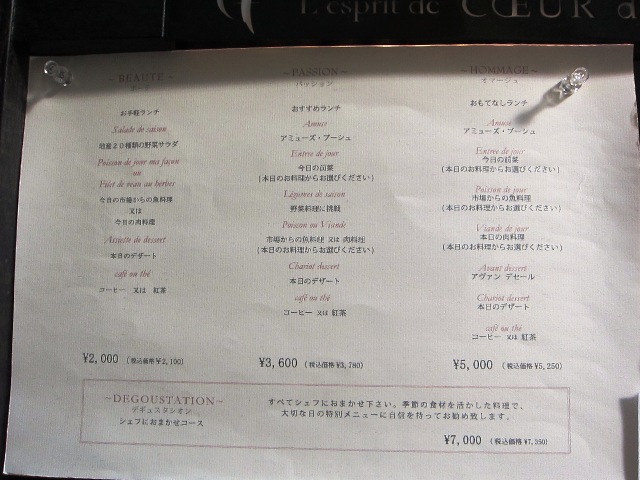 L'esprit de CŒUR
~BEAUTE~
ボーテ
お手軽ランチ
Salade de saison
地産20種類の野菜サラダ
Poisson de jour ma façon
ou
Filet de veau au herbes
今日の市場からの魚料理
又は
今日の肉料理
Assiette de dessert
本日のデザート
café ou thé
コーヒー 又は 紅茶
¥2,000 (税込価格¥2,100)
~PASSION~
パッション
おすすめランチ
Amuse
アミューズ・ブーシュ
Entree de jour
今日の前菜
(本日のお料理からお選びください)
Légumes de saison
野菜料理に挑戦
Poisson ou Viande
市場からの魚料理 又は 肉料理
(本日のお料理からお選びください)
Chariot dessert
本日のデザート
café ou thé
コーヒー 又は 紅茶
¥3,600 (税込価格¥3,780)
~HOMMAGE~
オマージュ
おもてなしランチ
Amuse
アミューズ・ブーシュ
Entree de jour
今日の前菜
(本日のお料理からお選びください)
Poisson de jour
市場からの魚料理
(本日のお料理からお選びください)
Viande de jour
本日の肉料理
(本日のお料理からお選びください)
Avant dessert
アヴァン デセール
Chariot dessert
本日のデザート
café ou thé
コーヒー 又は 紅茶
¥5,000 (税込価格¥5,250)
~DEGOUSTATION~
デギュスタシオン
シェフにおまかせコース
すべてシェフにおまかせ下さい。季節の食材を活かした料理で、
大切な日の特別メニューに自信を持ってお勧め致します。
¥7,000 (税込価格¥7,350)